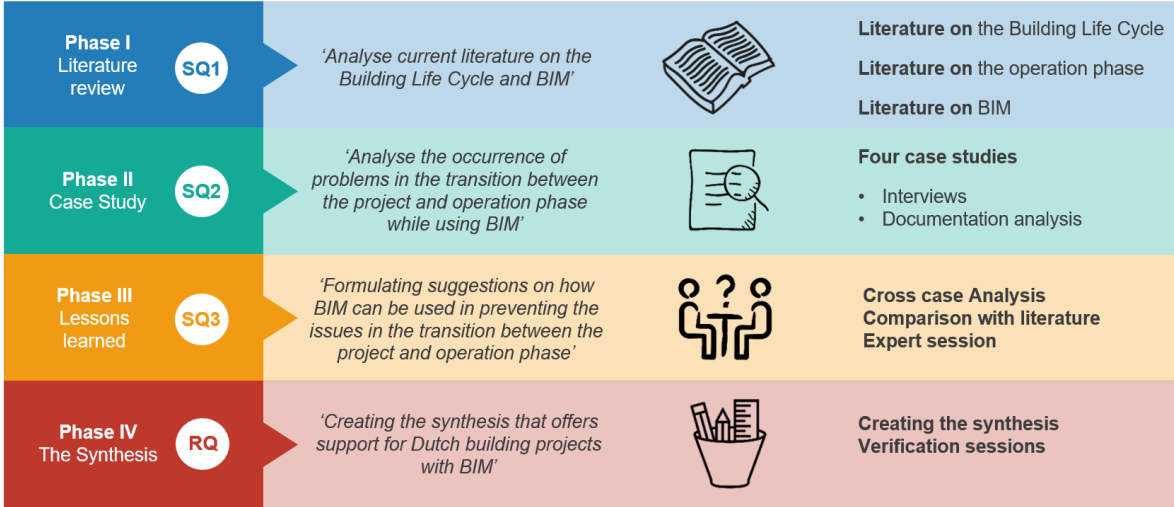 Phase I
Literature
review
SQ1
‘Analyse current literature on the
Building Life Cycle and BIM’
Literature on the Building Life Cycle
Literature on the operation phase
Literature on BIM
Phase II
Case Study
SQ2
‘Analyse the occurrence of
problems in the transition between
the project and operation phase
while using BIM’
Four case studies
• Interviews
• Documentation analysis
Phase III
Lessons
learned
SQ3
‘Formulating suggestions on how
BIM can be used in preventing the
issues in the transition between the
project and operation phase’
?
Cross case Analysis
Comparison with literature
Expert session
Phase IV
The Synthesis
RQ
‘Creating the synthesis that offers
support for Dutch building projects
with BIM’
Creating the synthesis
Verification sessions